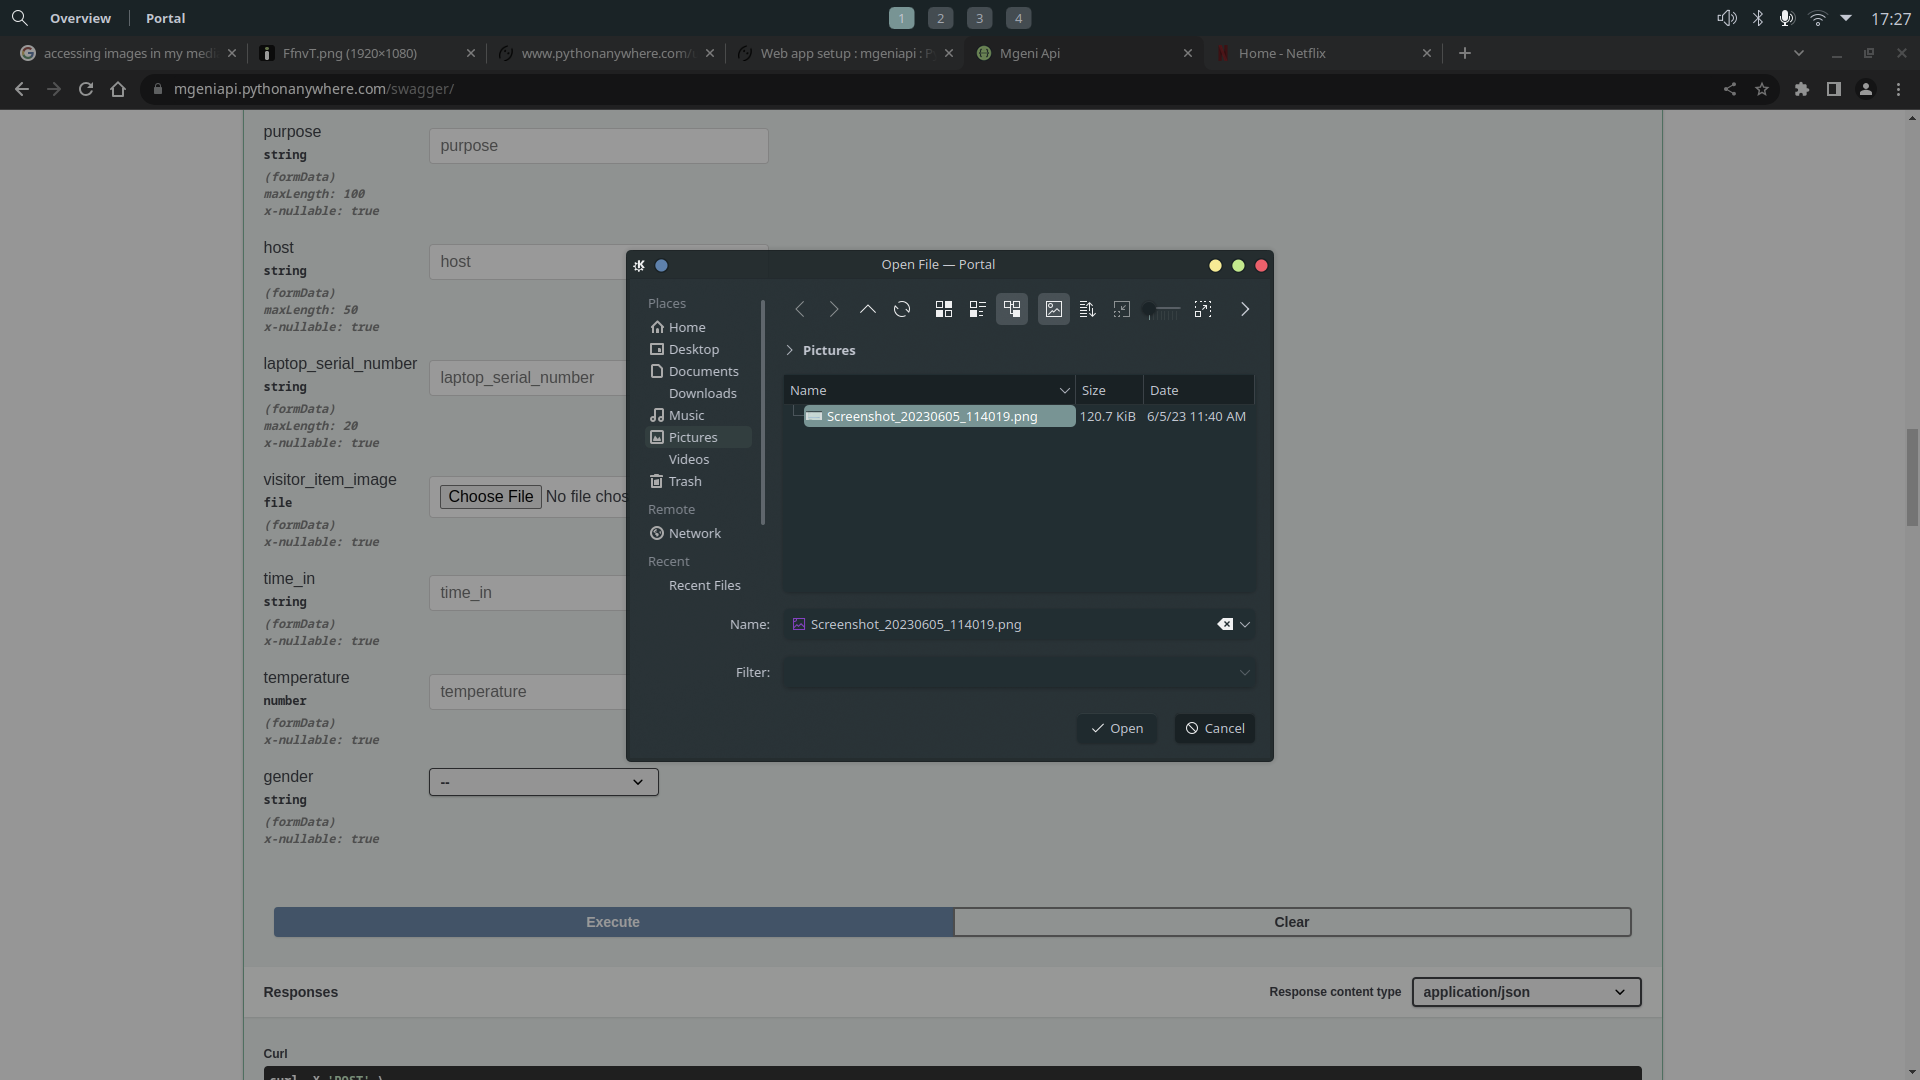 Overview
Portal
1
2
3
4
17:27
accessing images in my medi
FfnvT.png (1920×1080)
www.pythonanywhere.com/
Web app setup : mgeniapi : P
Mgeni Api
Home - Netflix
mgeniapi.pythonanywhere.com/swagger/
purpose
string
(formData)
maxLength: 100
x-nullable: true
purpose
host
string
(formData)
maxLength: 50
x-nullable: true
host
laptop_serial_number
string
(formData)
maxLength: 20
x-nullable: true
laptop_serial_number
visitor_item_image
file
(formData)
x-nullable: true
Choose File No file chos
time_in
string
(formData)
x-nullable: true
time_in
temperature
number
(formData)
x-nullable: true
temperature
gender
string
(formData)
x-nullable: true
--
Open File — Portal
Places
Home
Desktop
Documents
Downloads
Music
Pictures
Videos
Trash
Remote
Network
Recent
Recent Files
Pictures
Name Size Date
Screenshot_20230605_114019.png 120.7 KiB 6/5/23 11:40 AM
Name: Screenshot_20230605_114019.png
Filter:
Open
Cancel
Execute
Clear
Responses
Response content type
application/json
Curl
curl -X 'POST' \